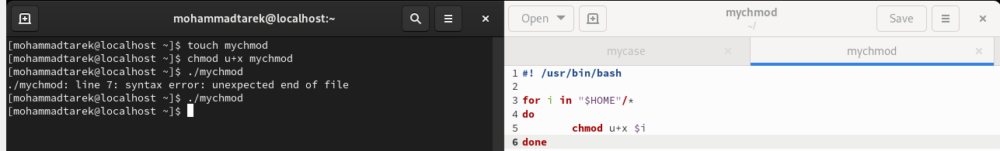 mohammadtarek@localhost:~
[mohammadtarek@localhost ~]$ touch mychmod
[mohammadtarek@localhost ~]$ chmod u+x mychmod
[mohammadtarek@localhost ~]$ ./mychmod
./mychmod: line 7: syntax error: unexpected end of file
[mohammadtarek@localhost ~]$ ./mychmod
[mohammadtarek@localhost ~]$
Open
mychmod
~/
Save
mycase
mychmod
1 #! /usr/bin/bash
2
3 for i in "$HOME"/*
4 do
5         chmod u+x $i
6 done